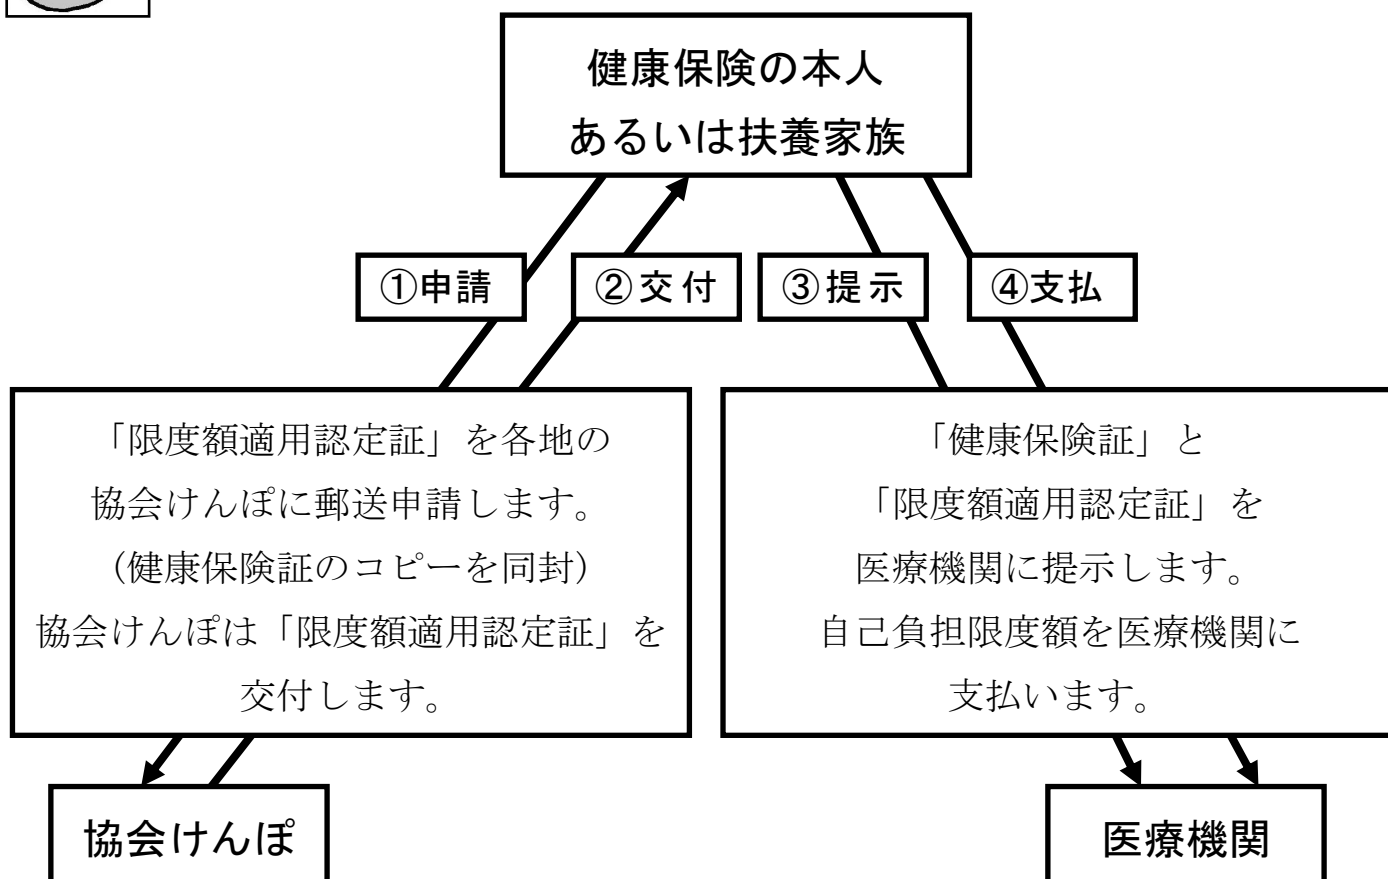 健康保険の本人
あるいは扶養家族
①申請
②交付
③提示
④支払
「限度額適用認定証」を各地の
協会けんぽに郵送申請します。
（健康保険証のコピーを同封）
協会けんぽは「限度額適用認定証」を
交付します。
「健康保険証」と
「限度額適用認定証」を
医療機関に提示します。
自己負担限度額を医療機関に
支払います。
協会けんぽ
医療機関